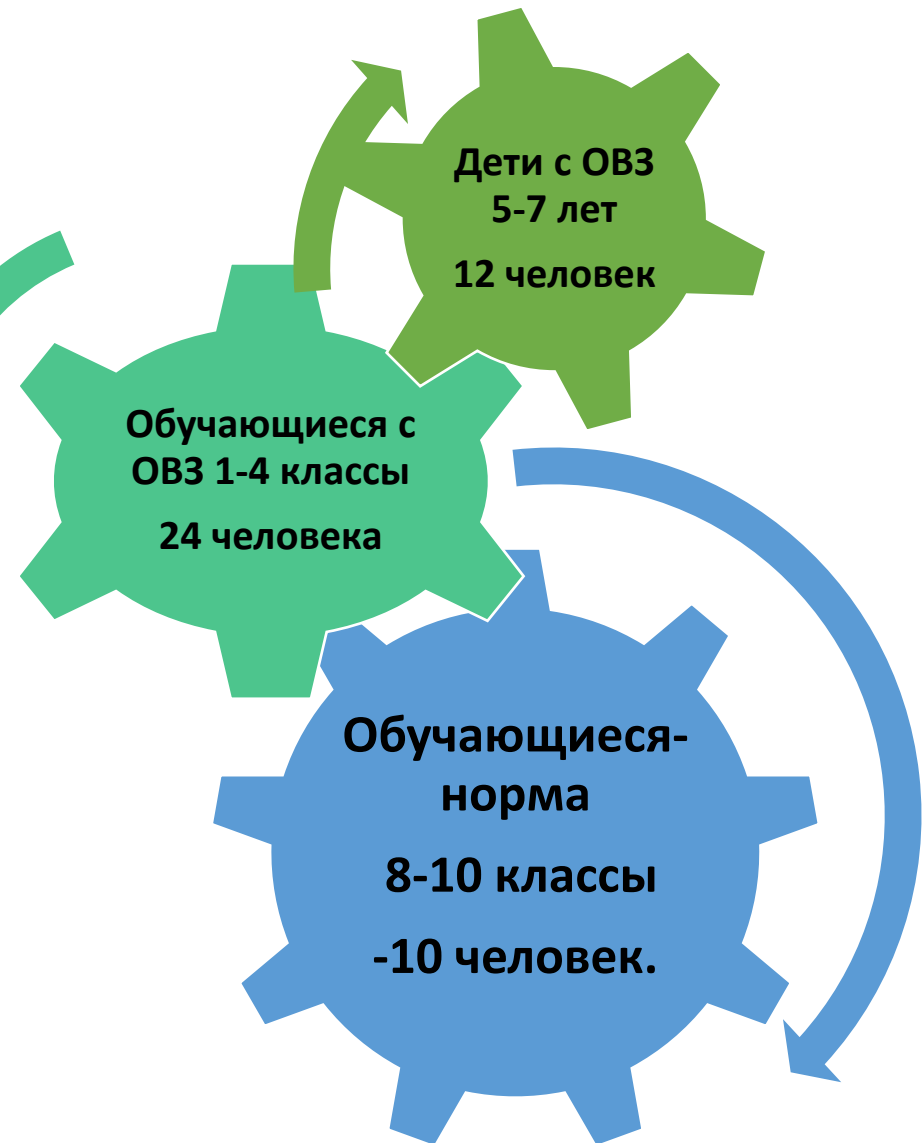 Дети с ОВЗ
5-7 лет
12 человек
Обучающиеся с
ОВЗ 1-4 классы
24 человека
Обучающиеся-
норма
8-10 классы
-10 человек.